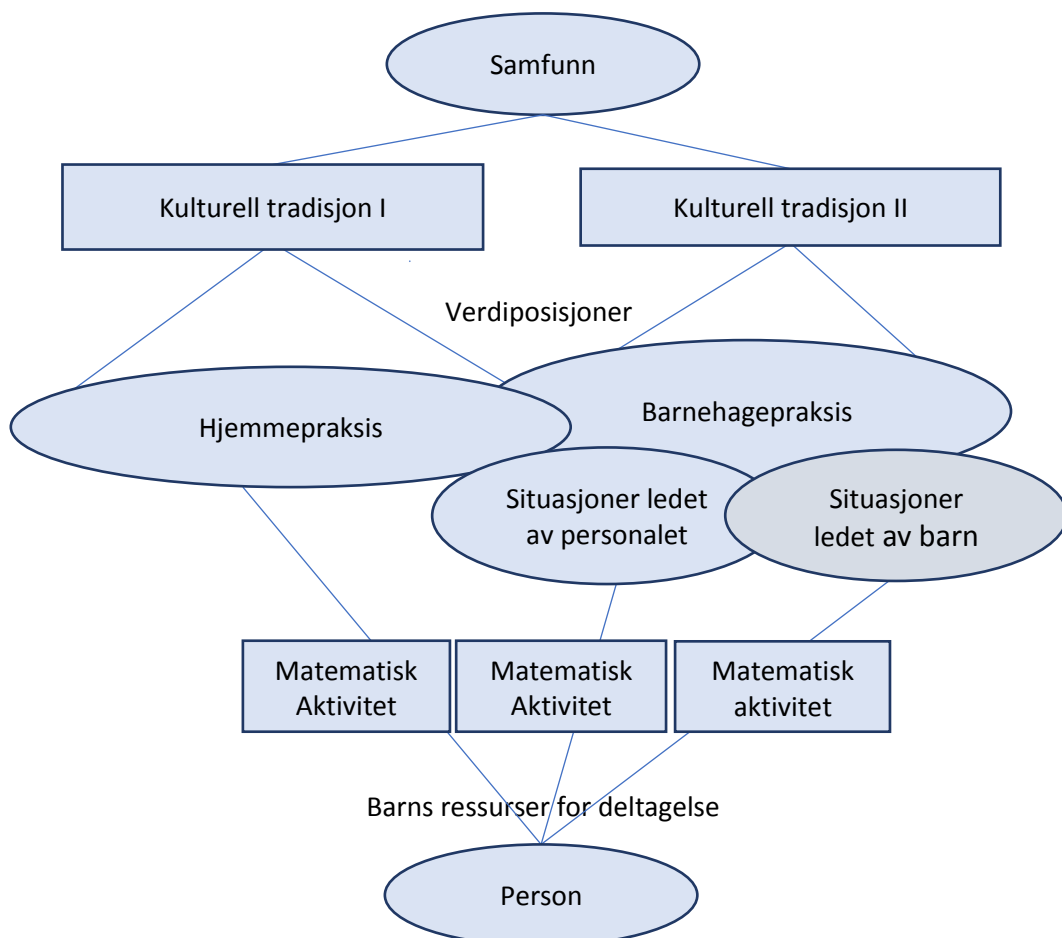 Samfunn
Kulturell tradisjon I
Kulturell tradisjon II
Verdiposisjoner
Hjemmepraksis
Barnehagepraksis
Situasjoner ledet
av personalet
Situasjoner
ledet av barn
Matematisk
Aktivitet
Matematisk
Aktivitet
Matematisk
aktivitet
Barns ressurser for deltagelse
Person